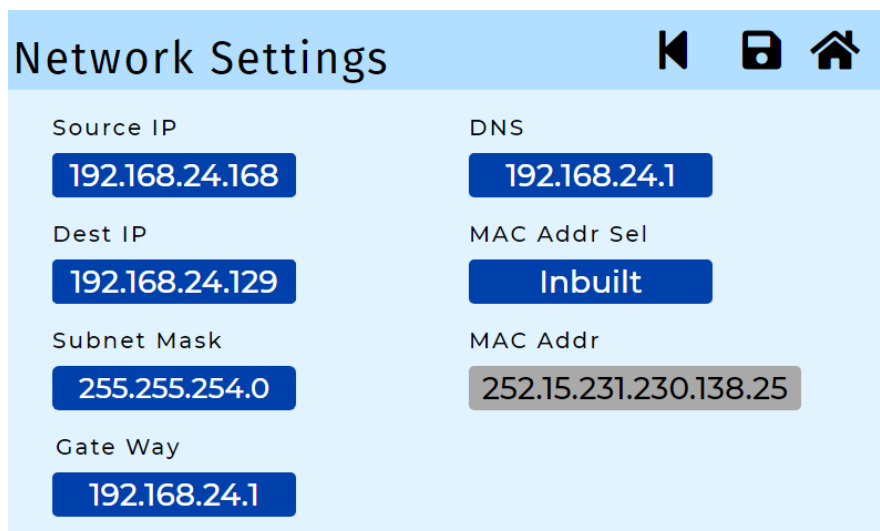 Network Settings
Source IP
192.168.24.168
Dest IP
192.168.24.129
Subnet Mask
255.255.254.0
Gate Way
192.168.24.1
DNS
192.168.24.1
MAC Addr Sel
Inbuilt
MAC Addr
252.15.231.230.138.25